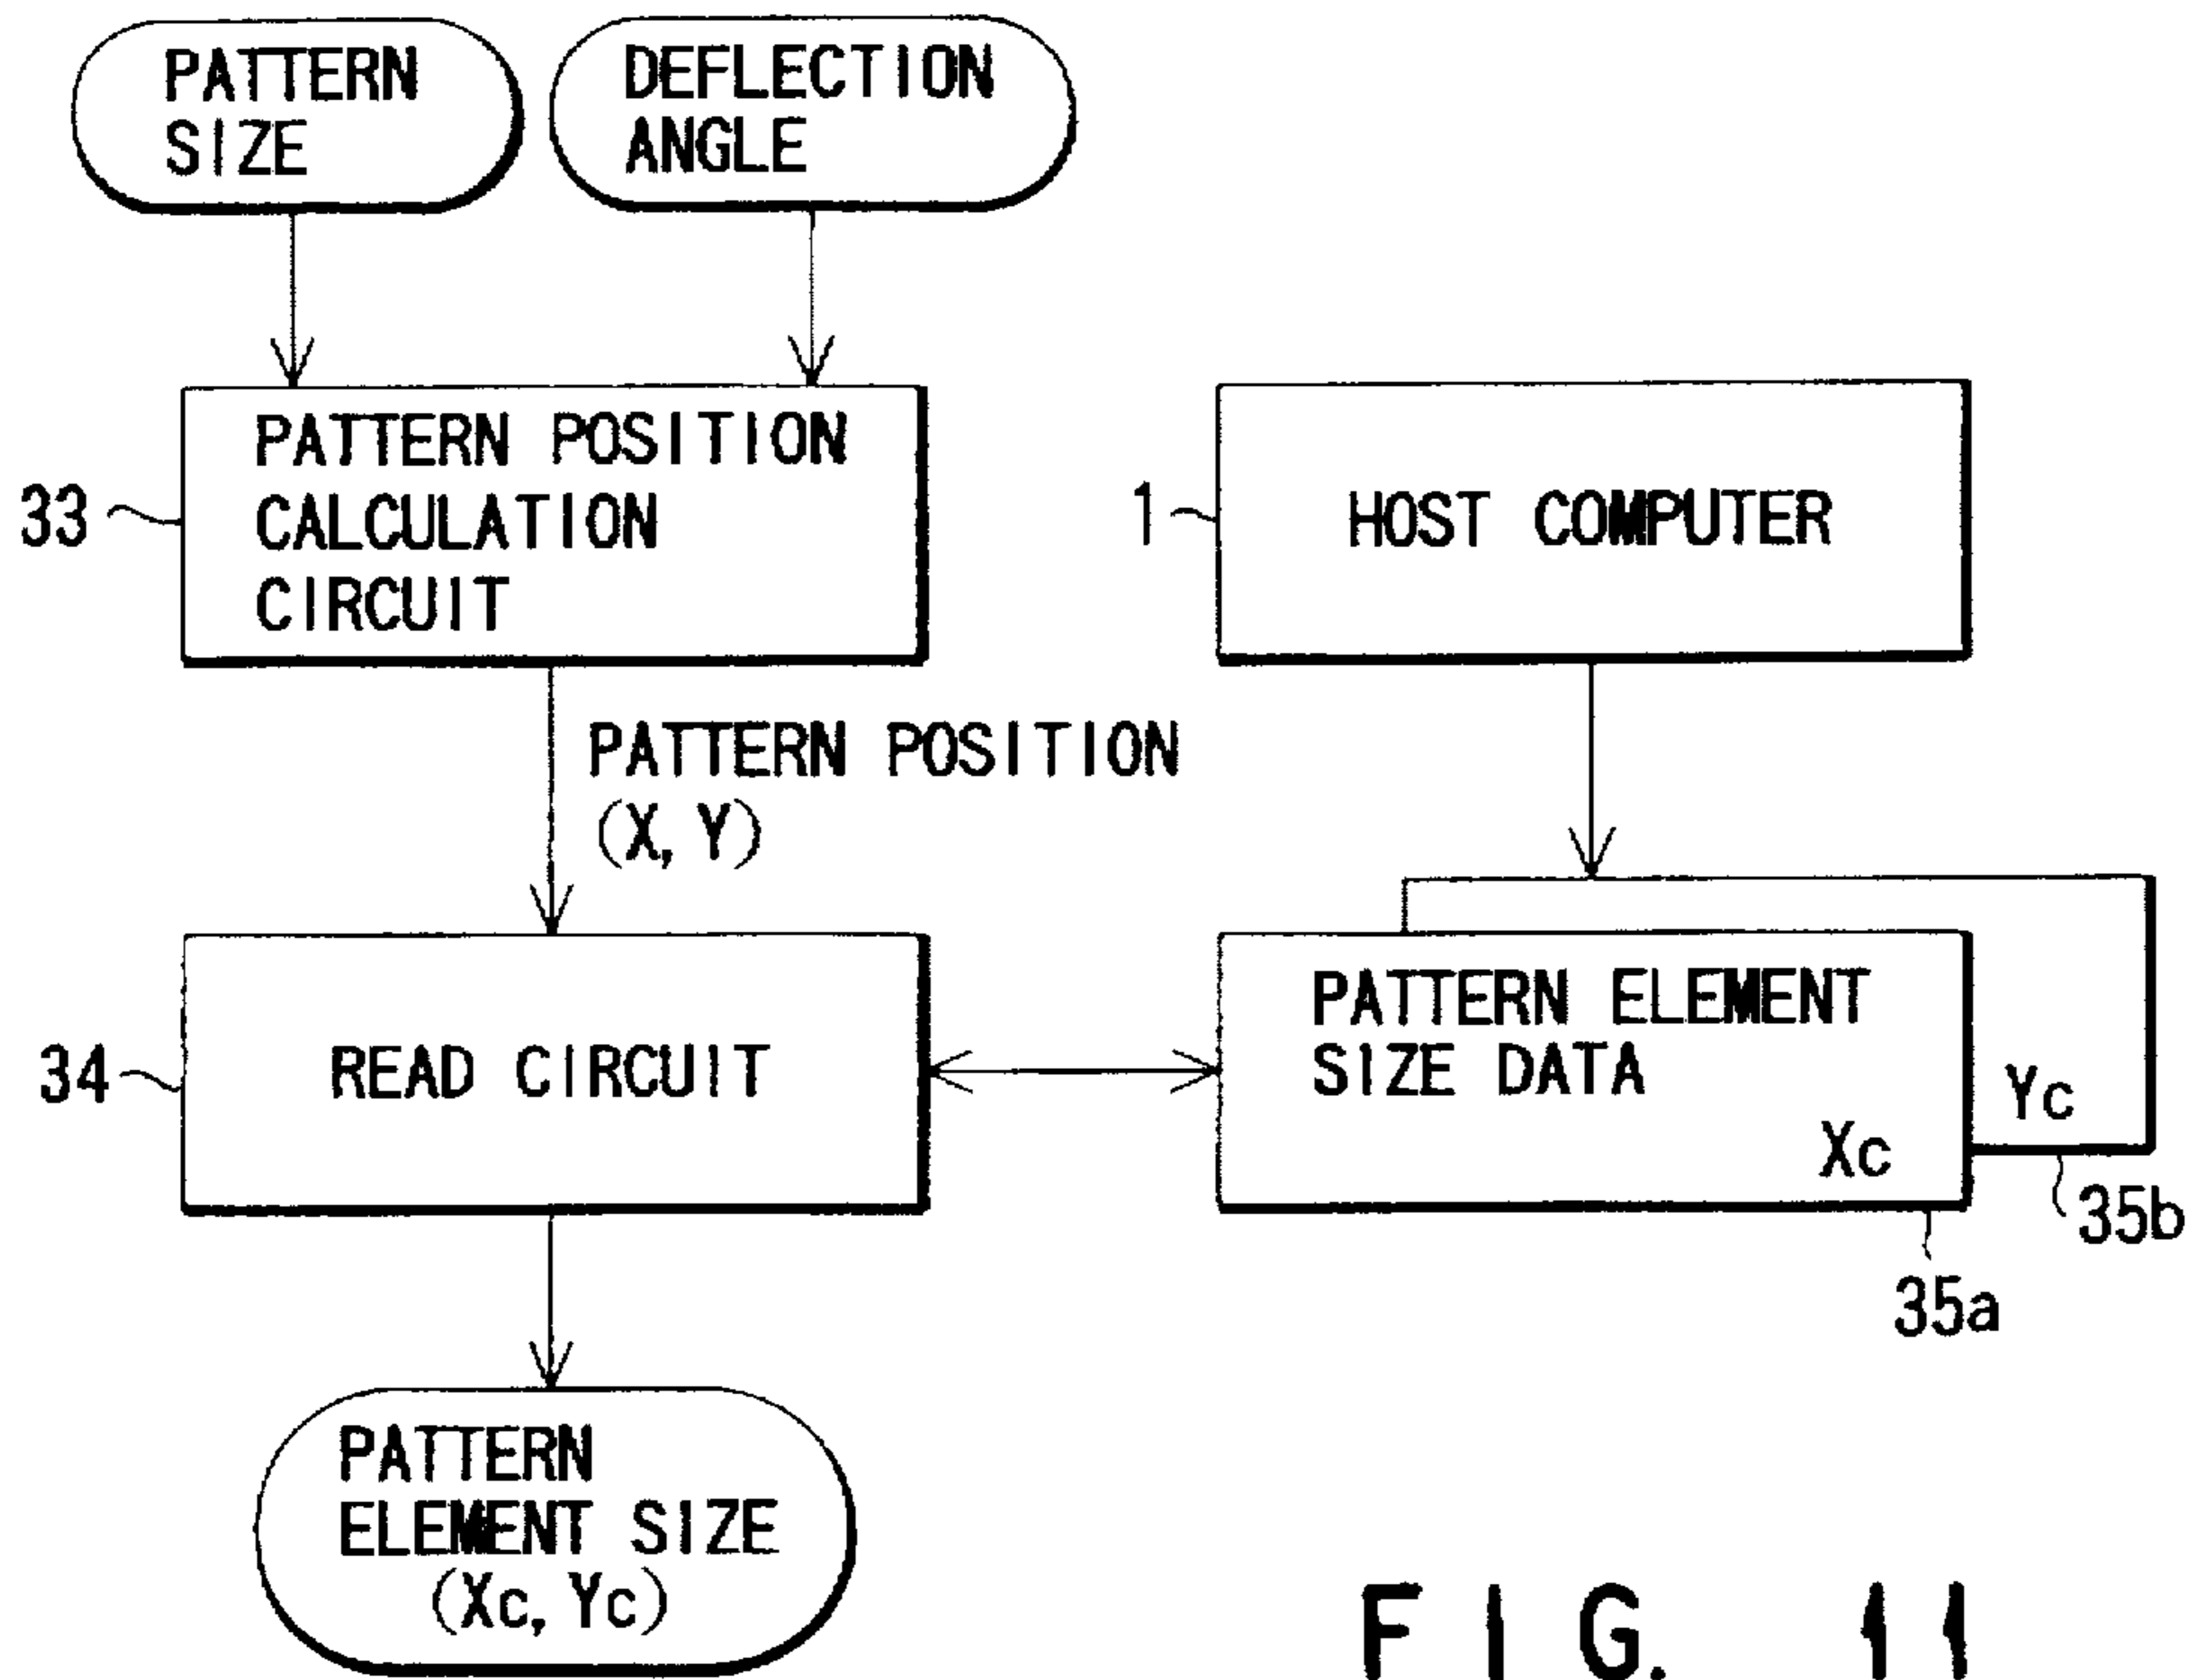 PATTERN
SIZE
DEFLECTION
ANGLE
PATTERN POSITION
CALCULATION
CIRCUIT
33
1
HOST COMPUTER
PATTERN POSITION
(X, Y)
34
READ CIRCUIT
PATTERN ELEMENT
SIZE DATA
Xc
Yc
35b
35a
PATTERN
ELEMENT SIZE
(Xc, Yc)
FIG. 11